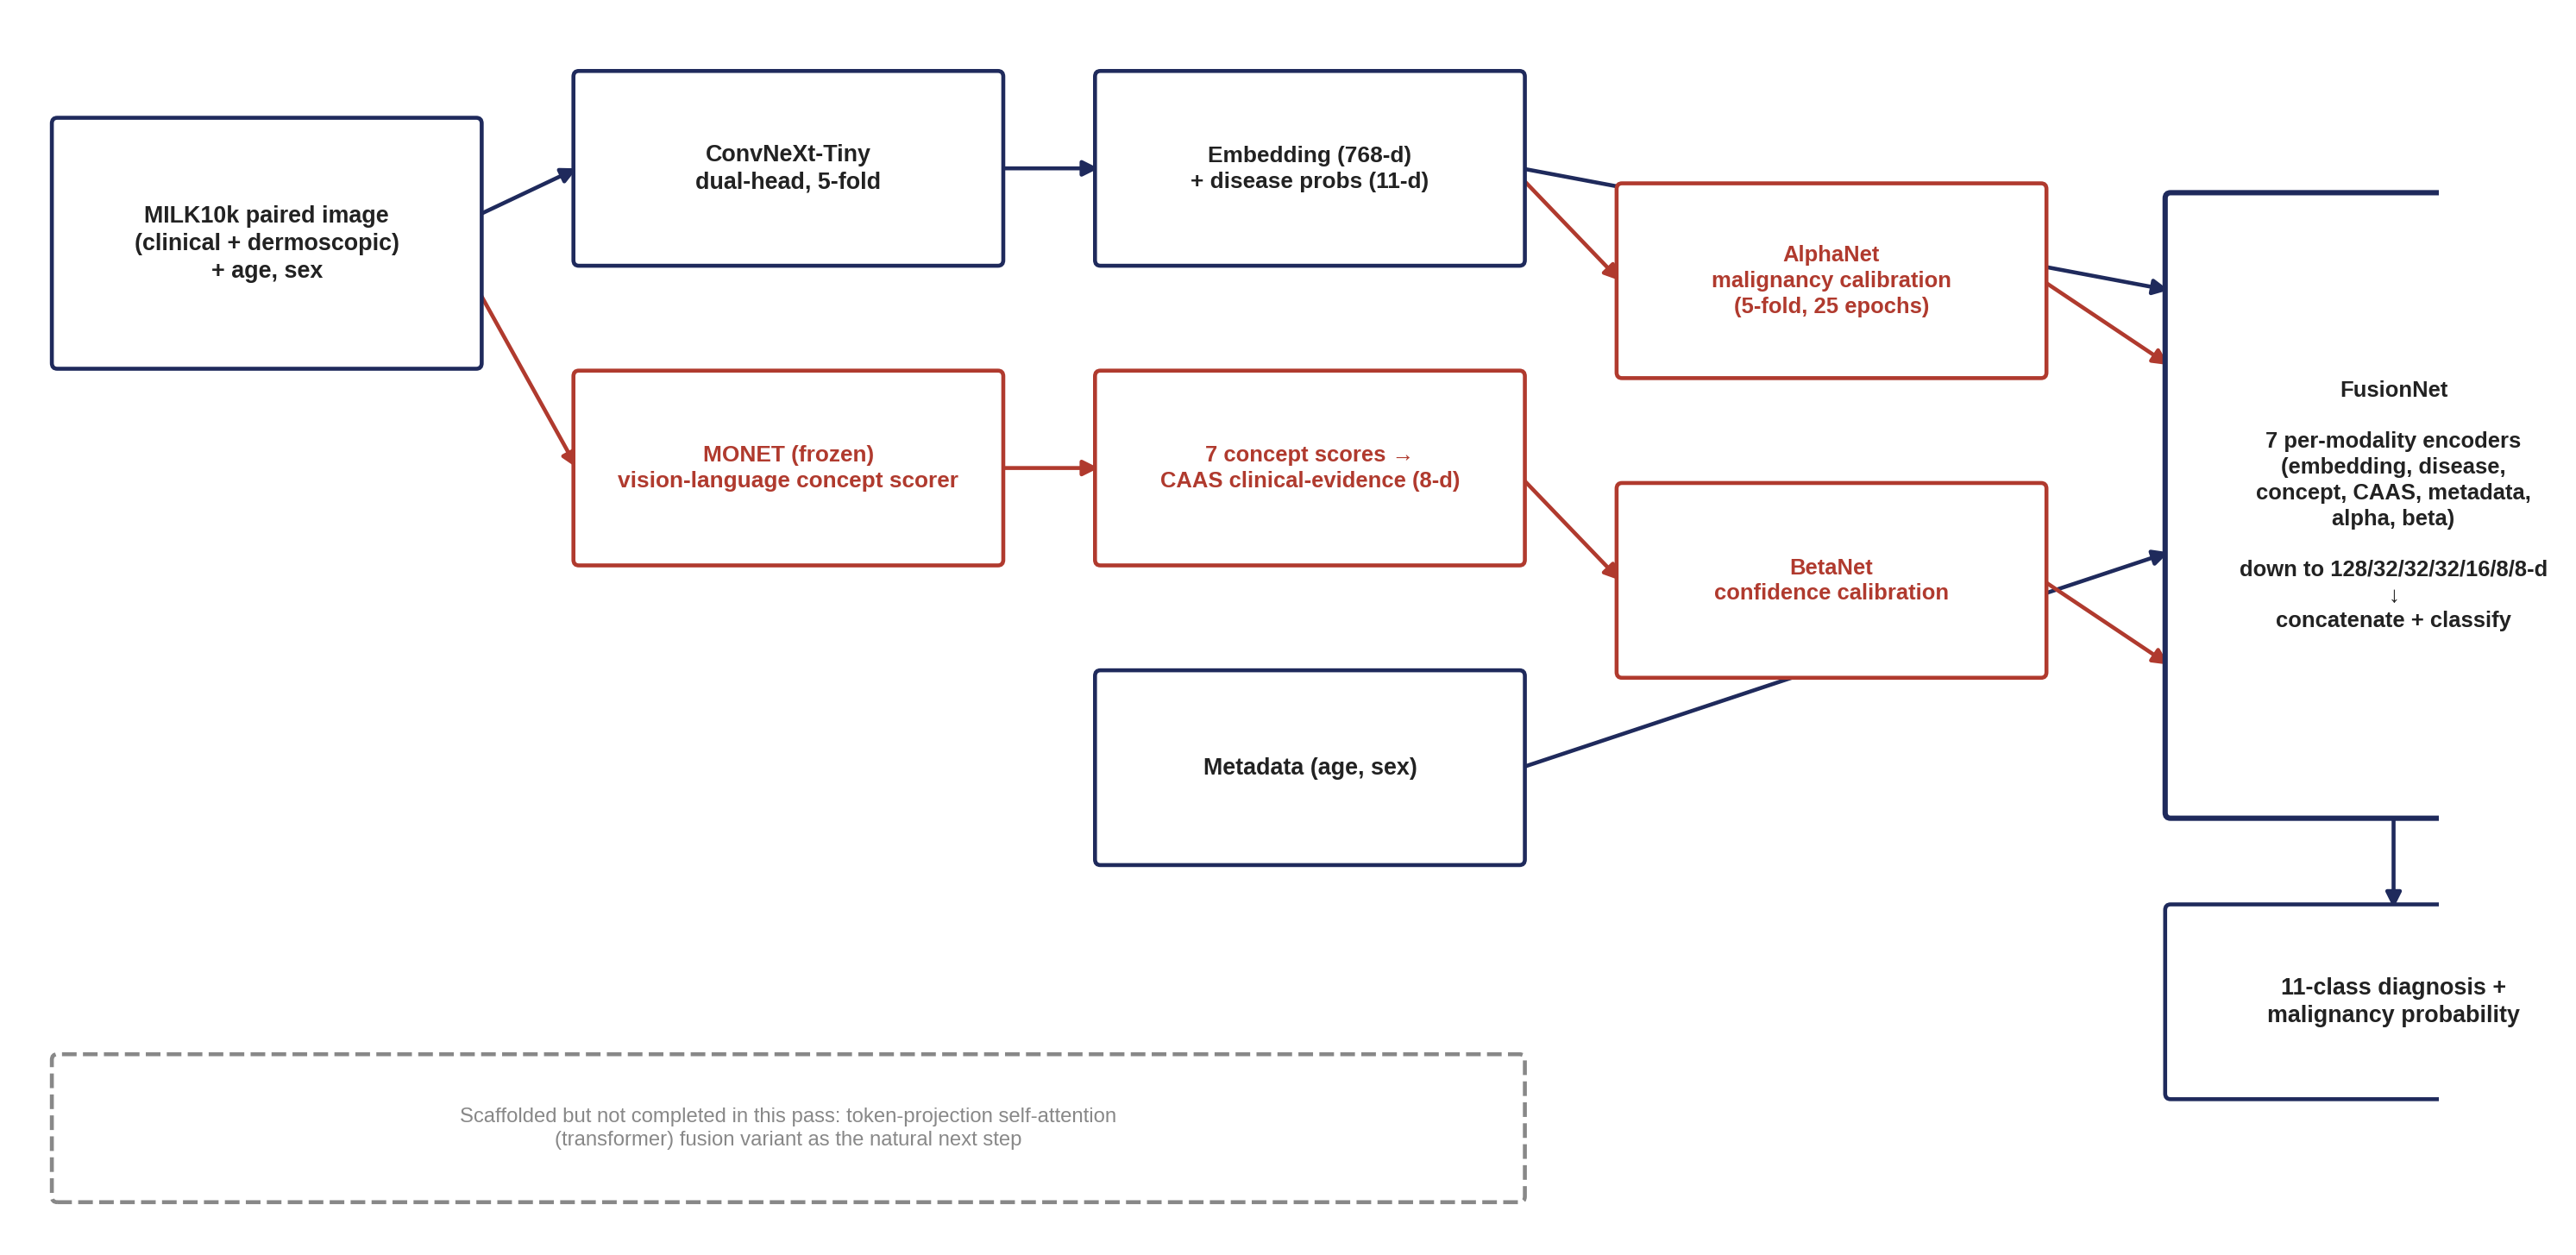 MILK10k paired image
(clinical + dermoscopic)
+ age, sex
ConvNeXt-Tiny
dual-head, 5-fold
Embedding (768-d)
+ disease probs (11-d)
AlphaNet
malignancy calibration
(5-fold, 25 epochs)
MONET (frozen)
vision-language concept scorer
7 concept scores →
CAAS clinical-evidence (8-d)
BetaNet
confidence calibration
Metadata (age, sex)
FusionNet
7 per-modality encoders
(embedding, disease,
concept, CAAS, metadata,
alpha, beta)
down to 128/32/32/32/16/8/8-d
↓
concatenate + classify
11-class diagnosis +
malignancy probability
Scaffolded but not completed in this pass: token-projection self-attention
(transformer) fusion variant as the natural next step